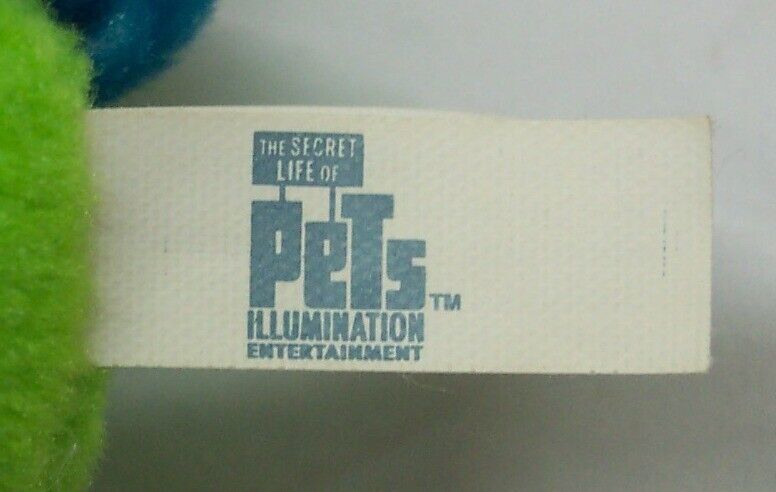 THE SECRET
LIFE OF
PeTs™
ILLUMINATION
ENTERTAINMENT